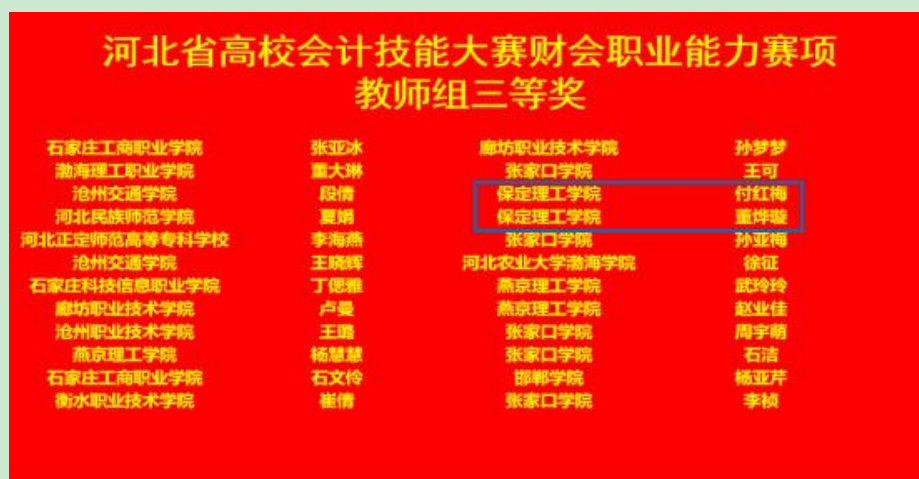 河北省高校会计技能大赛财会职业能力赛项
教师组三等奖
石家庄工商职业学院 张亚冰 廊坊职业技术学院 孙梦梦
渤海理工职业学院 董大琳 张家口学院 王可
沧州交通学院 段倩 保定理工学院 付红梅
河北民族师范学院 夏娟 保定理工学院 董烨璇
河北正定师范高等专科学校 李海燕 张家口学院 孙亚梅
沧州交通学院 王晓辉 河北农业大学渤海学院 徐征
石家庄科技信息职业学院 丁偲雅 燕京理工学院 武玲玲
廊坊职业技术学院 卢曼 燕京理工学院 赵业佳
沧州职业技术学院 王璐 张家口学院 周宇萌
燕京理工学院 杨慧慧 张家口学院 石洁
石家庄工商职业学院 石文伶 邯郸学院 杨亚芹
衡水职业技术学院 崔倩 张家口学院 李祯